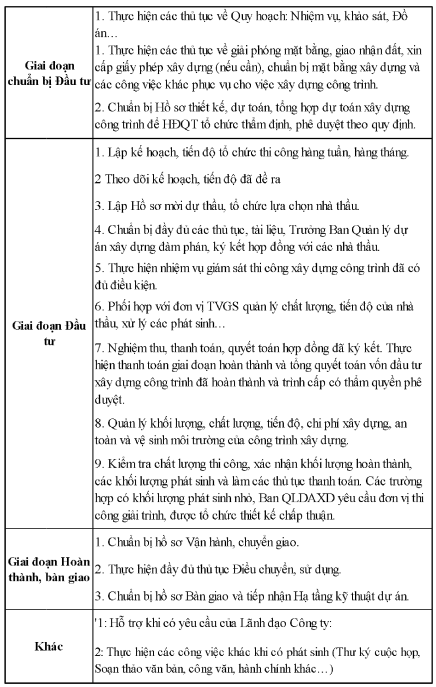 Giai đoạn
chuẩn bị Đầu tư
1. Thực hiện các thủ tục về Quy hoạch: Nhiệm vụ, khảo sát, Đồ
án…
1. Thực hiện các thủ tục về giải phóng mặt bằng, giao nhận đất, xin
cấp giấy phép xây dựng (nếu cần), chuẩn bị mặt bằng xây dựng và
các công việc khác phục vụ cho việc xây dựng công trình.
2. Chuẩn bị Hồ sơ thiết kế, dự toán, tổng hợp dự toán xây dựng
công trình để HĐQT tổ chức thẩm định, phê duyệt theo quy định.
Giai đoạn Đầu
tư
1. Lập kế hoạch, tiến độ tổ chức thi công hàng tuần, hàng tháng.
2 Theo dõi kế hoạch, tiến độ đã đề ra
3. Lập Hồ sơ mời dự thầu, tổ chức lựa chọn nhà thầu.
4. Chuẩn bị đầy đủ các thủ tục, tài liệu, Trưởng Ban Quản lý dự
án xây dựng đàm phán, ký kết hợp đồng với các nhà thầu.
5. Thực hiện nhiệm vụ giám sát thi công xây dựng công trình đã có
đủ điều kiện.
6. Phối hợp với đơn vị TVGS quản lý chất lượng, tiến độ của nhà
thầu, xử lý các phát sinh…
7. Nghiệm thu, thanh toán, quyết toán hợp đồng đã ký kết. Thực
hiện thanh toán giai đoạn hoàn thành và tổng quyết toán vốn đầu tư
xây dựng công trình đã hoàn thành và trình cấp có thẩm quyền phê
duyệt.
8. Quản lý khối lượng, chất lượng, tiến độ, chi phí xây dựng, an
toàn và vệ sinh môi trường của công trình xây dựng.
9. Kiểm tra chất lượng thi công, xác nhận khối lượng hoàn thành,
các khối lượng phát sinh và làm các thủ tục thanh toán. Các trường
hợp có khối lượng phát sinh nhỏ, Ban QLDAXD yêu cầu đơn vị thi
công giải trình, được tổ chức thiết kế chấp thuận.
Giai đoạn Hoàn
thành, bàn giao
1. Chuẩn bị hồ sơ Vận hành, chuyển giao.
2. Thực hiện đầy đủ thủ tục Điều chuyển, sử dụng.
3. Chuẩn bị hồ sơ Bàn giao và tiếp nhận Hạ tầng kỹ thuật dự án.
Khác
'1: Hỗ trợ khi có yêu cầu của Lãnh đạo Công ty:
2: Thực hiện các công việc khác khi có phát sinh (Thư ký cuộc họp,
Soạn thảo văn bản, công văn, hành chính khác…)